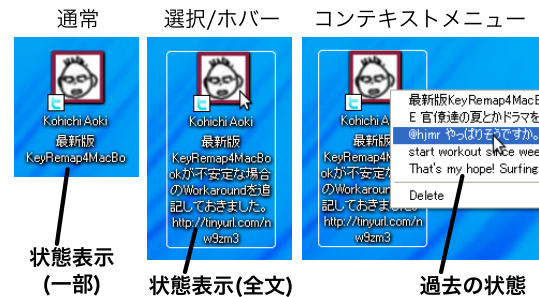 通常
選択/ホバー
コンテキストメニュー
Kohichi Aoki
最新版
KeyRemap4MacBo
Kohichi Aoki
最新版
KeyRemap4MacBo
okが不安定な場合
のWorkaroundを追
記しておきました。
http://tinyurl.com/n
w9zm3
Kohichi A
最新版
KeyRemap4M
okが不安定な
のWorkaroun
記しておきました。
http://tinyurl.com/n
w9zm3
最新版KeyRemap4MacB
E 官僚達の夏とかドラマを
@hjmr やっぱりそうですか。
start workout since wee
That's my hope! Surfing
Delete
状態表示
(一部)
状態表示(全文)
過去の状態